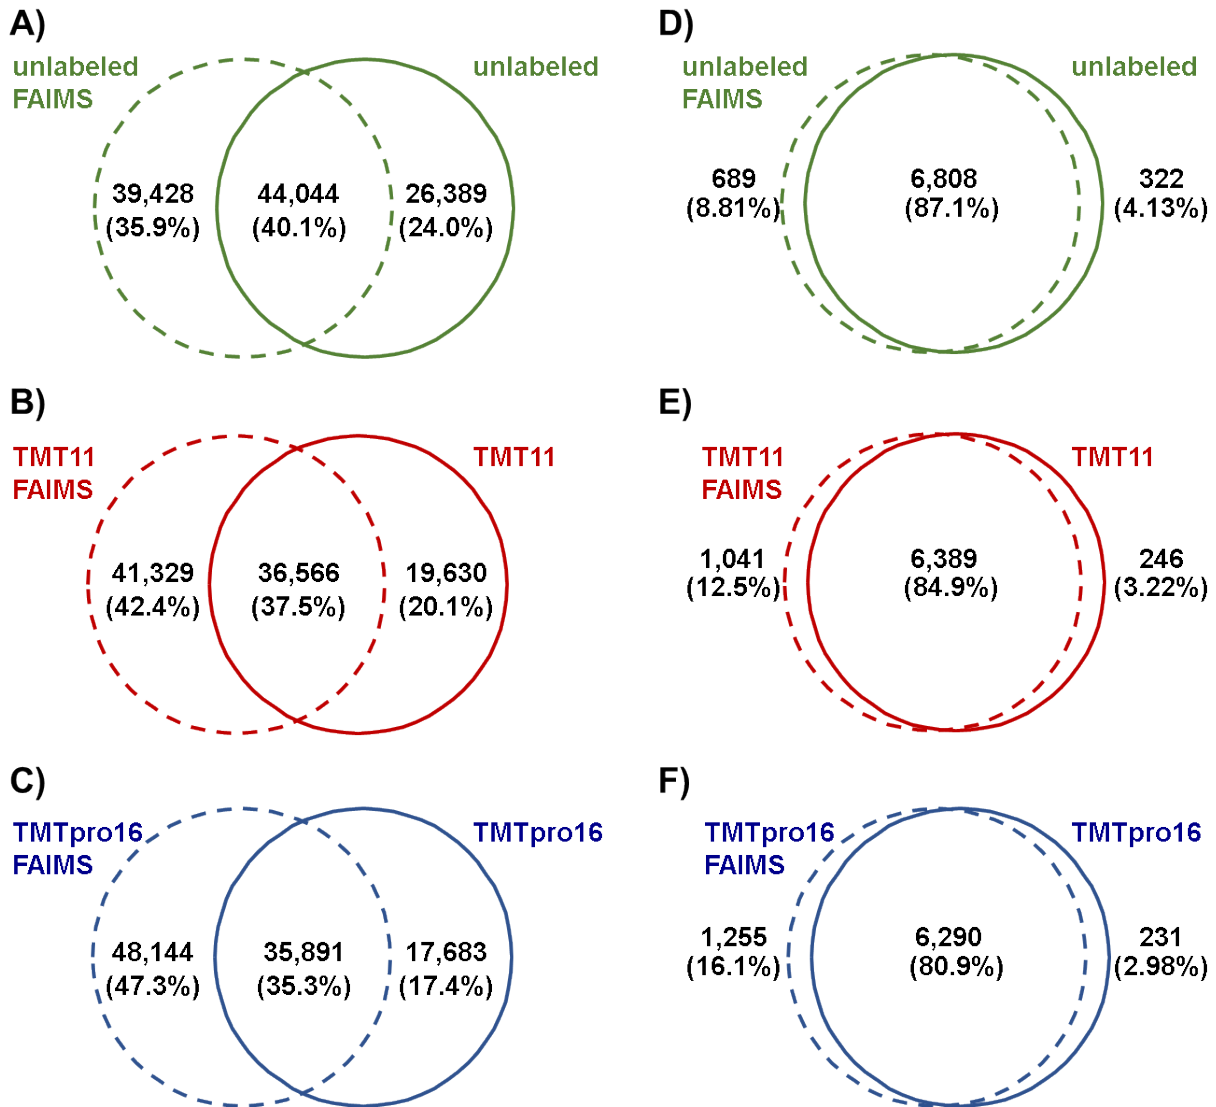 A)
unlabeled
FAIMS
unlabeled
39,428
(35.9%)
44,044
(40.1%)
26,389
(24.0%)
D)
unlabeled
FAIMS
unlabeled
689
(8.81%)
6,808
(87.1%)
322
(4.13%)
B)
TMT11
FAIMS
TMT11
41,329
(42.4%)
36,566
(37.5%)
19,630
(20.1%)
E)
TMT11
FAIMS
TMT11
1,041
(12.5%)
6,389
(84.9%)
246
(3.22%)
C)
TMTpro16
FAIMS
TMTpro16
48,144
(47.3%)
35,891
(35.3%)
17,683
(17.4%)
F)
TMTpro16
FAIMS
TMTpro16
1,255
(16.1%)
6,290
(80.9%)
231
(2.98%)